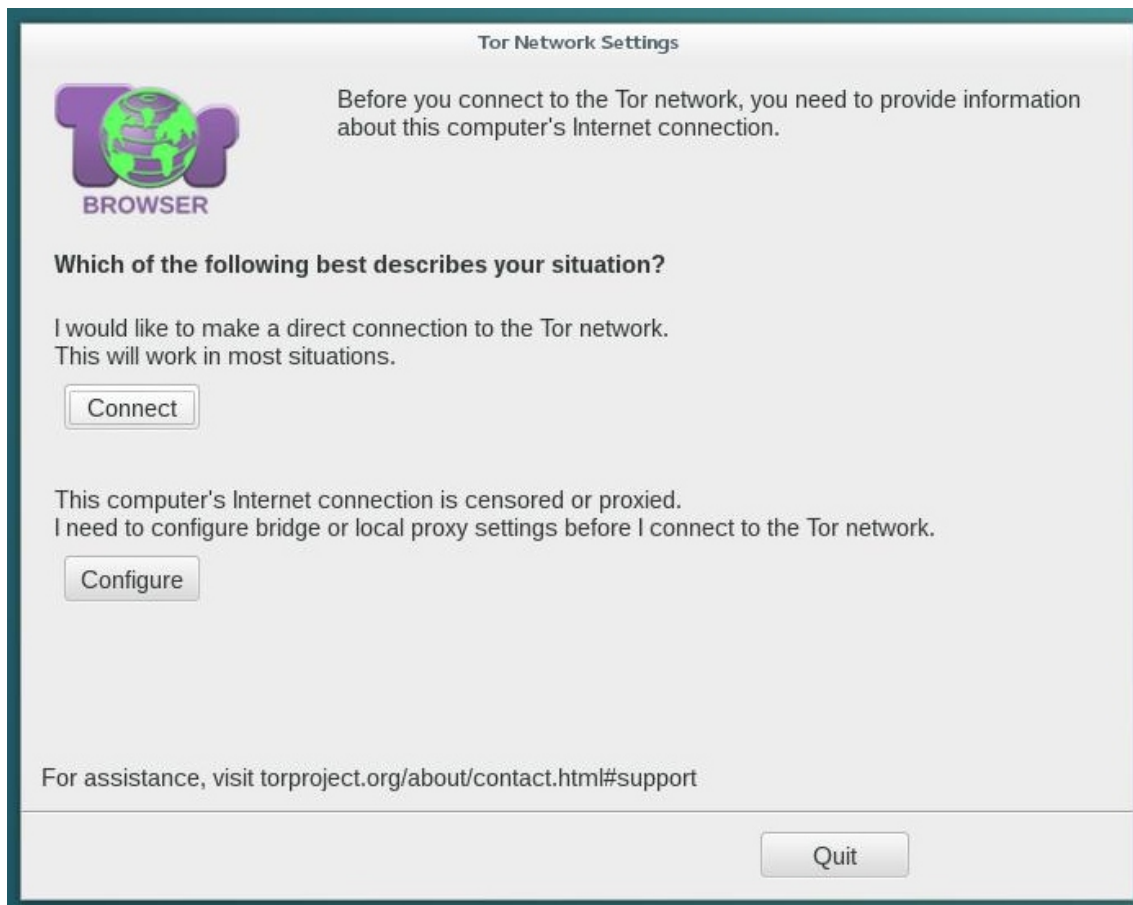 Tor Network Settings
Tor
BROWSER
Before you connect to the Tor network, you need to provide information
about this computer's Internet connection.
Which of the following best describes your situation?
I would like to make a direct connection to the Tor network.
This will work in most situations.
Connect
This computer's Internet connection is censored or proxied.
I need to configure bridge or local proxy settings before I connect to the Tor network.
Configure
For assistance, visit torproject.org/about/contact.html#support
Quit